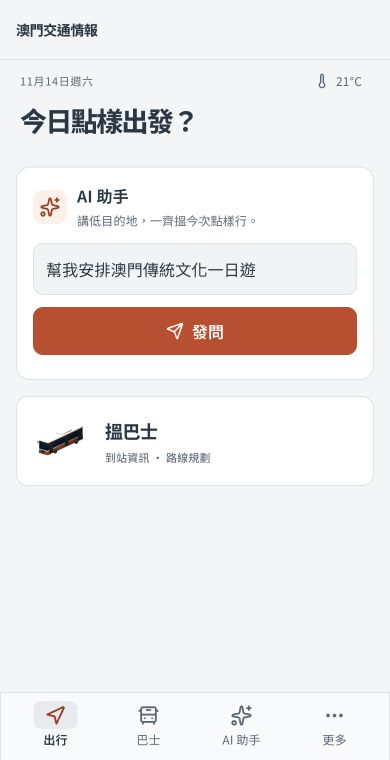 澳門交通情報
11月14日週六
21°C
今日點樣出發？
AI 助手
講低目的地，一齊搵今次點樣行。
幫我安排澳門傳統文化一日遊
發問
搵巴士
到站資訊 · 路線規劃
出行
巴士
AI 助手
更多